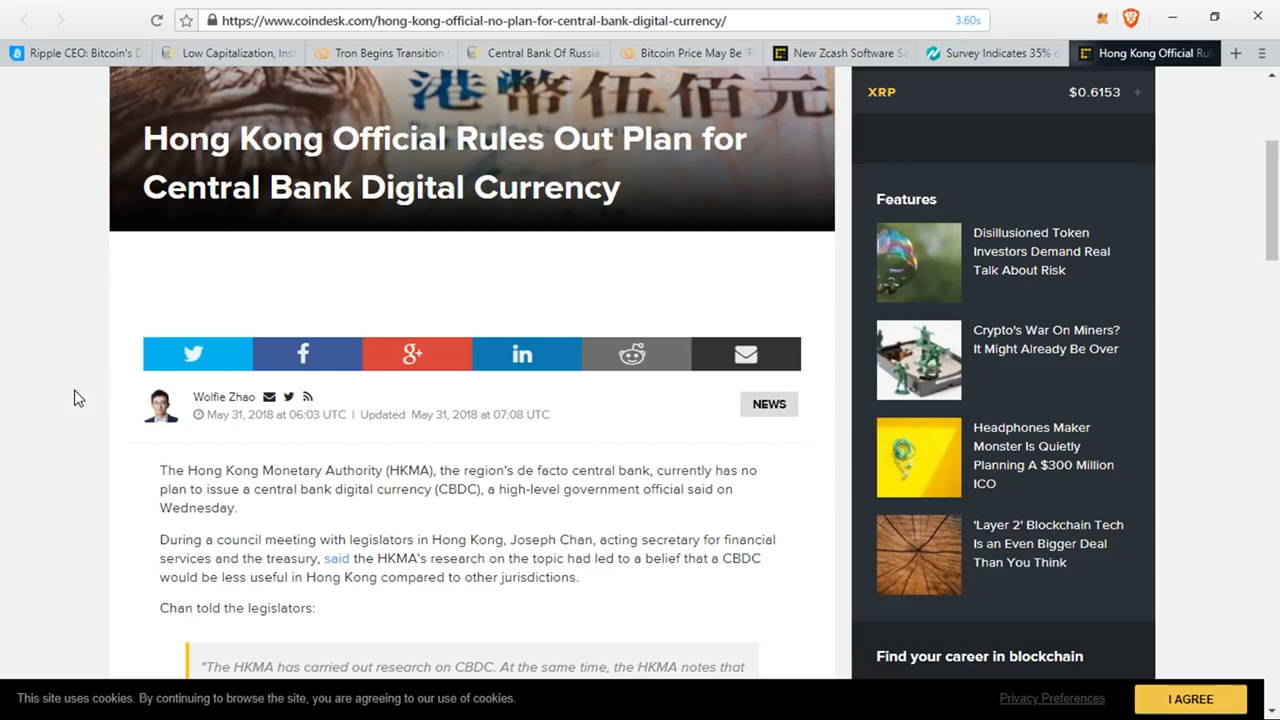 https://www.coindesk.com/hong-kong-official-no-plan-for-central-bank-digital-currency/
3.60s
Ripple CEO: Bitcoin's D
Low Capitalization, Inst
Tron Begins Transition
Central Bank Of Russia
Bitcoin Price May Be 'F
New Zcash Software Se
Survey Indicates 35% o
Hong Kong Official Rul
港幣伍佰元
Hong Kong Official Rules Out Plan for
Central Bank Digital Currency
Wolfie Zhao
May 31, 2018 at 06:03 UTC | Updated May 31, 2018 at 07:08 UTC
NEWS
The Hong Kong Monetary Authority (HKMA), the region's de facto central bank, currently has no
plan to issue a central bank digital currency (CBDC), a high-level government official said on
Wednesday.
During a council meeting with legislators in Hong Kong, Joseph Chan, acting secretary for financial
services and the treasury, said the HKMA's research on the topic had led to a belief that a CBDC
would be less useful in Hong Kong compared to other jurisdictions.
Chan told the legislators:
"The HKMA has carried out research on CBDC. At the same time, the HKMA notes that
XRP
$0.6153
Features
Disillusioned Token
Investors Demand Real
Talk About Risk
Crypto's War On Miners?
It Might Already Be Over
Headphones Maker
Monster Is Quietly
Planning A $300 Million
ICO
'Layer 2' Blockchain Tech
Is an Even Bigger Deal
Than You Think
Find your career in blockchain
This site uses cookies. By continuing to browse the site, you are agreeing to our use of cookies.
Privacy Preferences
I AGREE